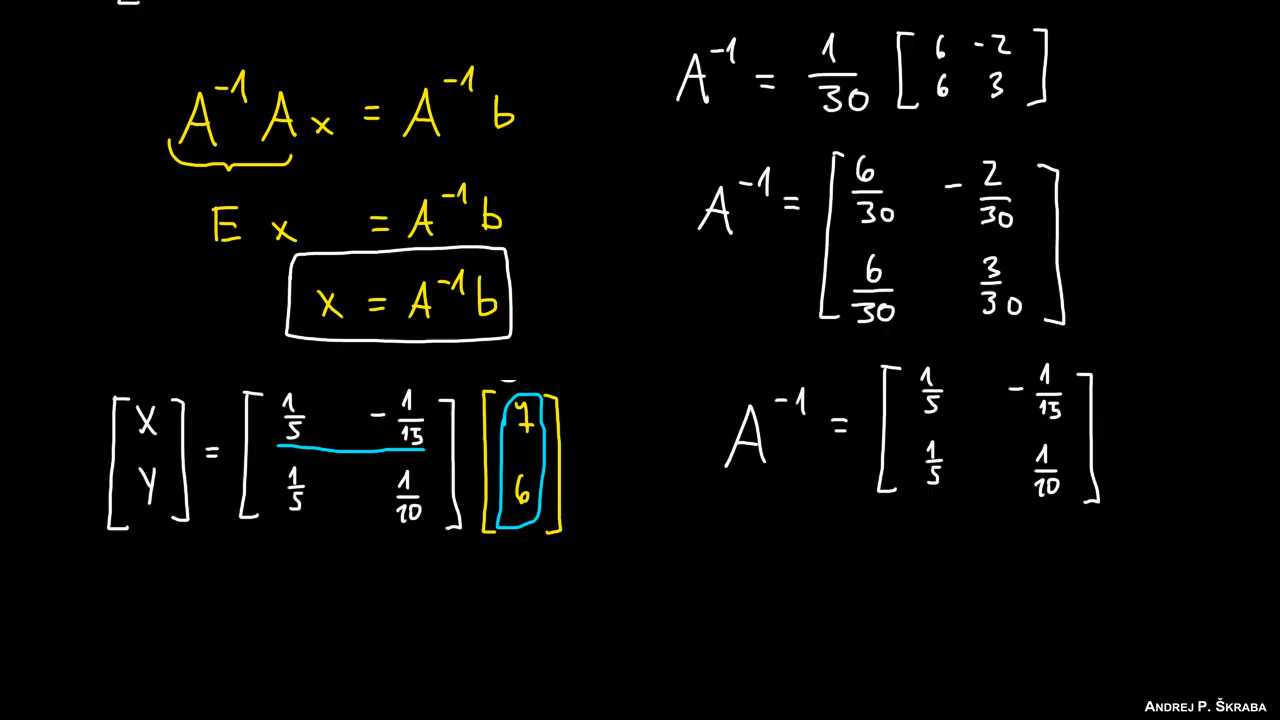 A⁻¹ A x = A⁻¹ b
E x = A⁻¹ b
x = A⁻¹ b
[X; Y] = [1/5 -1/15; 1/5 1/10] [7; 6]
A⁻¹ = 1/30 [6 -2; 6 3]
A⁻¹ = [6/30 -2/30; 6/30 3/30]
A⁻¹ = [1/5 -1/15; 1/5 1/10]
ANDREJ P. ŠKRABA